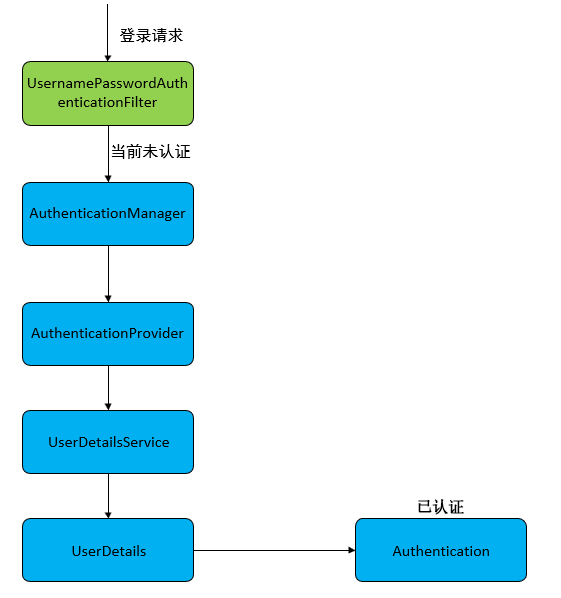 登录请求
UsernamePasswordAuth
enticationFilter
当前未认证
AuthenticationManager
AuthenticationProvider
UserDetailsService
已认证
UserDetails
Authentication